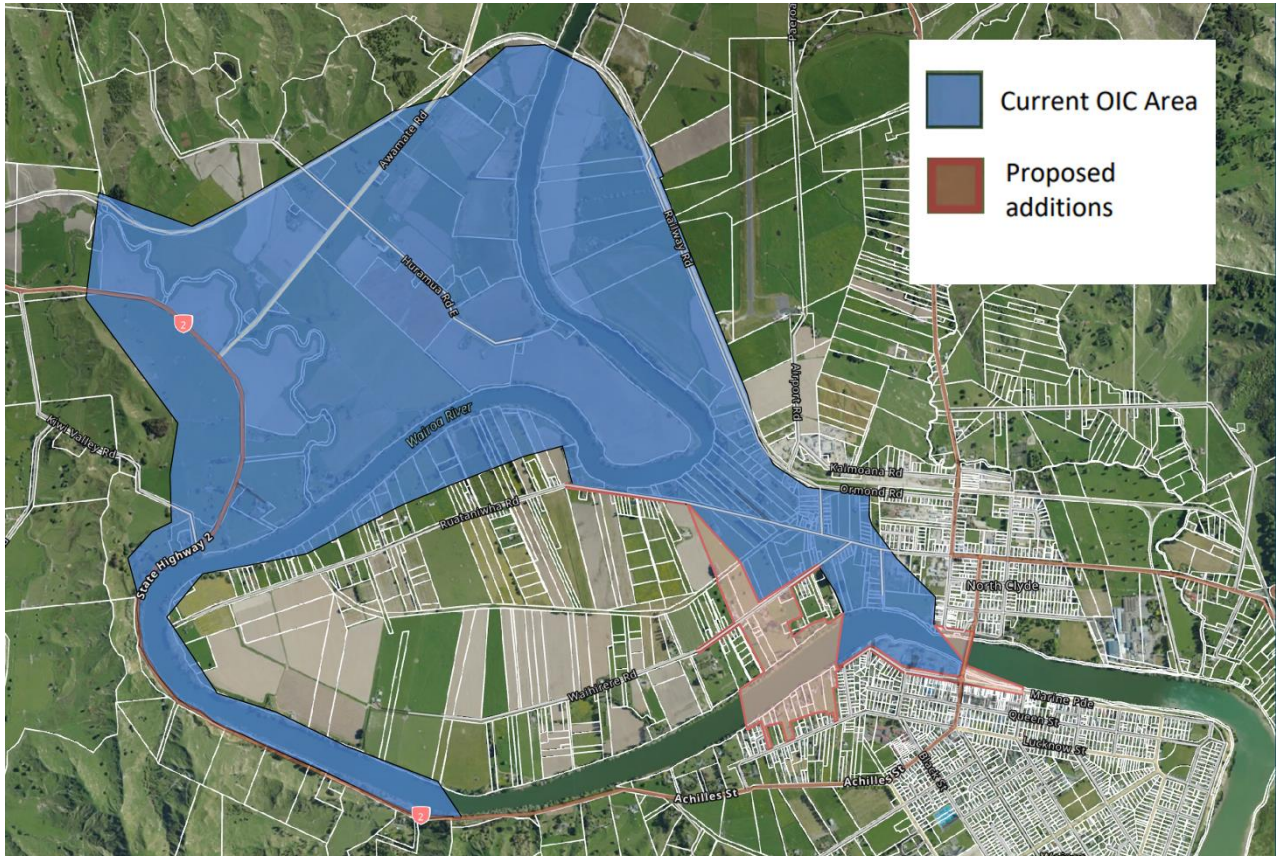 Current OIC Area
Proposed
additions
Paeroa
Awamate Rd
Railway Rd
Huramua Rd E
2
Airport Rd
Wairoa River
Kiwi Valley Rd
Kaimoana Rd
Ormond Rd
Ruataniwha Rd
State Highway 2
North Clyde
Waihirere Rd
Marine Pde
Queen St
Lucknow St
Achilles St
Achilles St
2